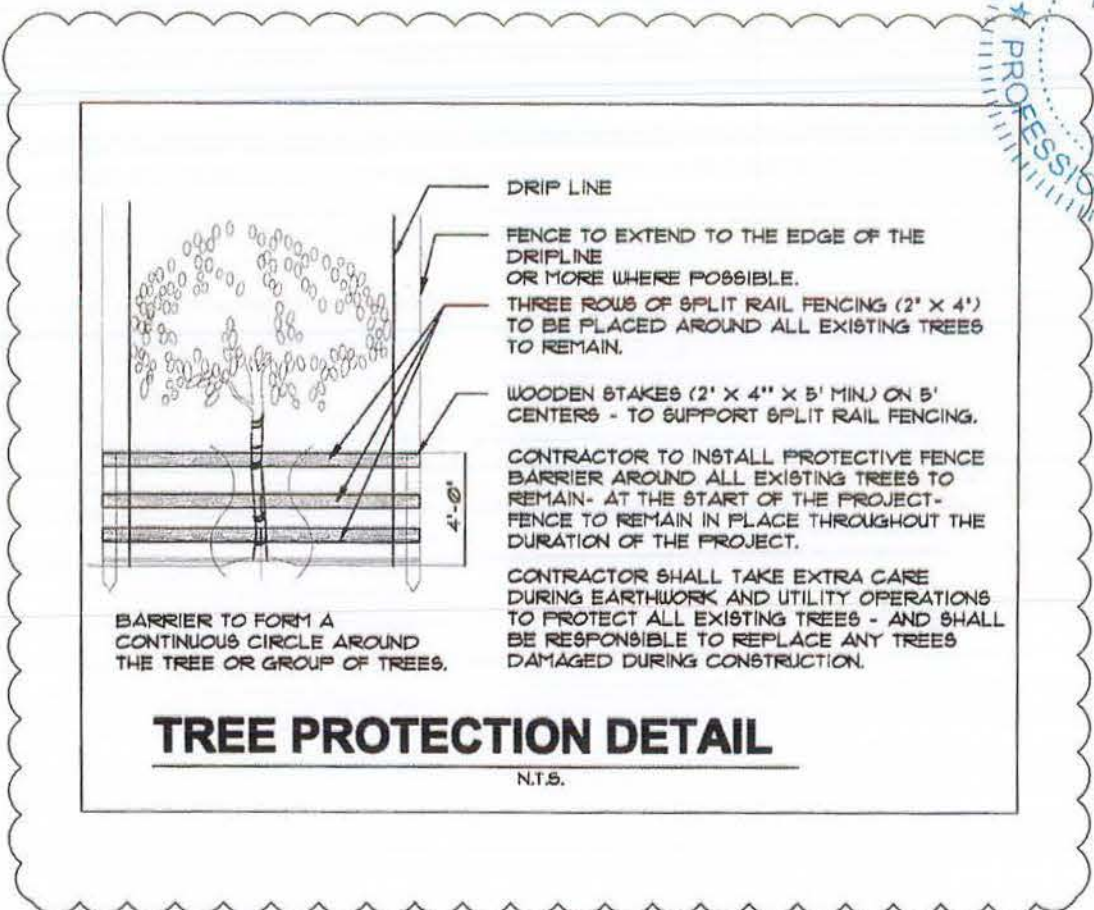 ★ PROFESSIO
DRIP LINE
FENCE TO EXTEND TO THE EDGE OF THE
DRIPLINE
OR MORE WHERE POSSIBLE.
THREE ROWS OF SPLIT RAIL FENCING (2" X 4")
TO BE PLACED AROUND ALL EXISTING TREES
TO REMAIN.
WOODEN STAKES (2" X 4"" X 5' MIN.) ON 5'
CENTERS - TO SUPPORT SPLIT RAIL FENCING.
CONTRACTOR TO INSTALL PROTECTIVE FENCE
BARRIER AROUND ALL EXISTING TREES TO
REMAIN- AT THE START OF THE PROJECT-
FENCE TO REMAIN IN PLACE THROUGHOUT THE
DURATION OF THE PROJECT.
CONTRACTOR SHALL TAKE EXTRA CARE
DURING EARTHWORK AND UTILITY OPERATIONS
TO PROTECT ALL EXISTING TREES - AND SHALL
BE RESPONSIBLE TO REPLACE ANY TREES
DAMAGED DURING CONSTRUCTION.
4'-0"
BARRIER TO FORM A
CONTINUOUS CIRCLE AROUND
THE TREE OR GROUP OF TREES.
TREE PROTECTION DETAIL
N.T.S.